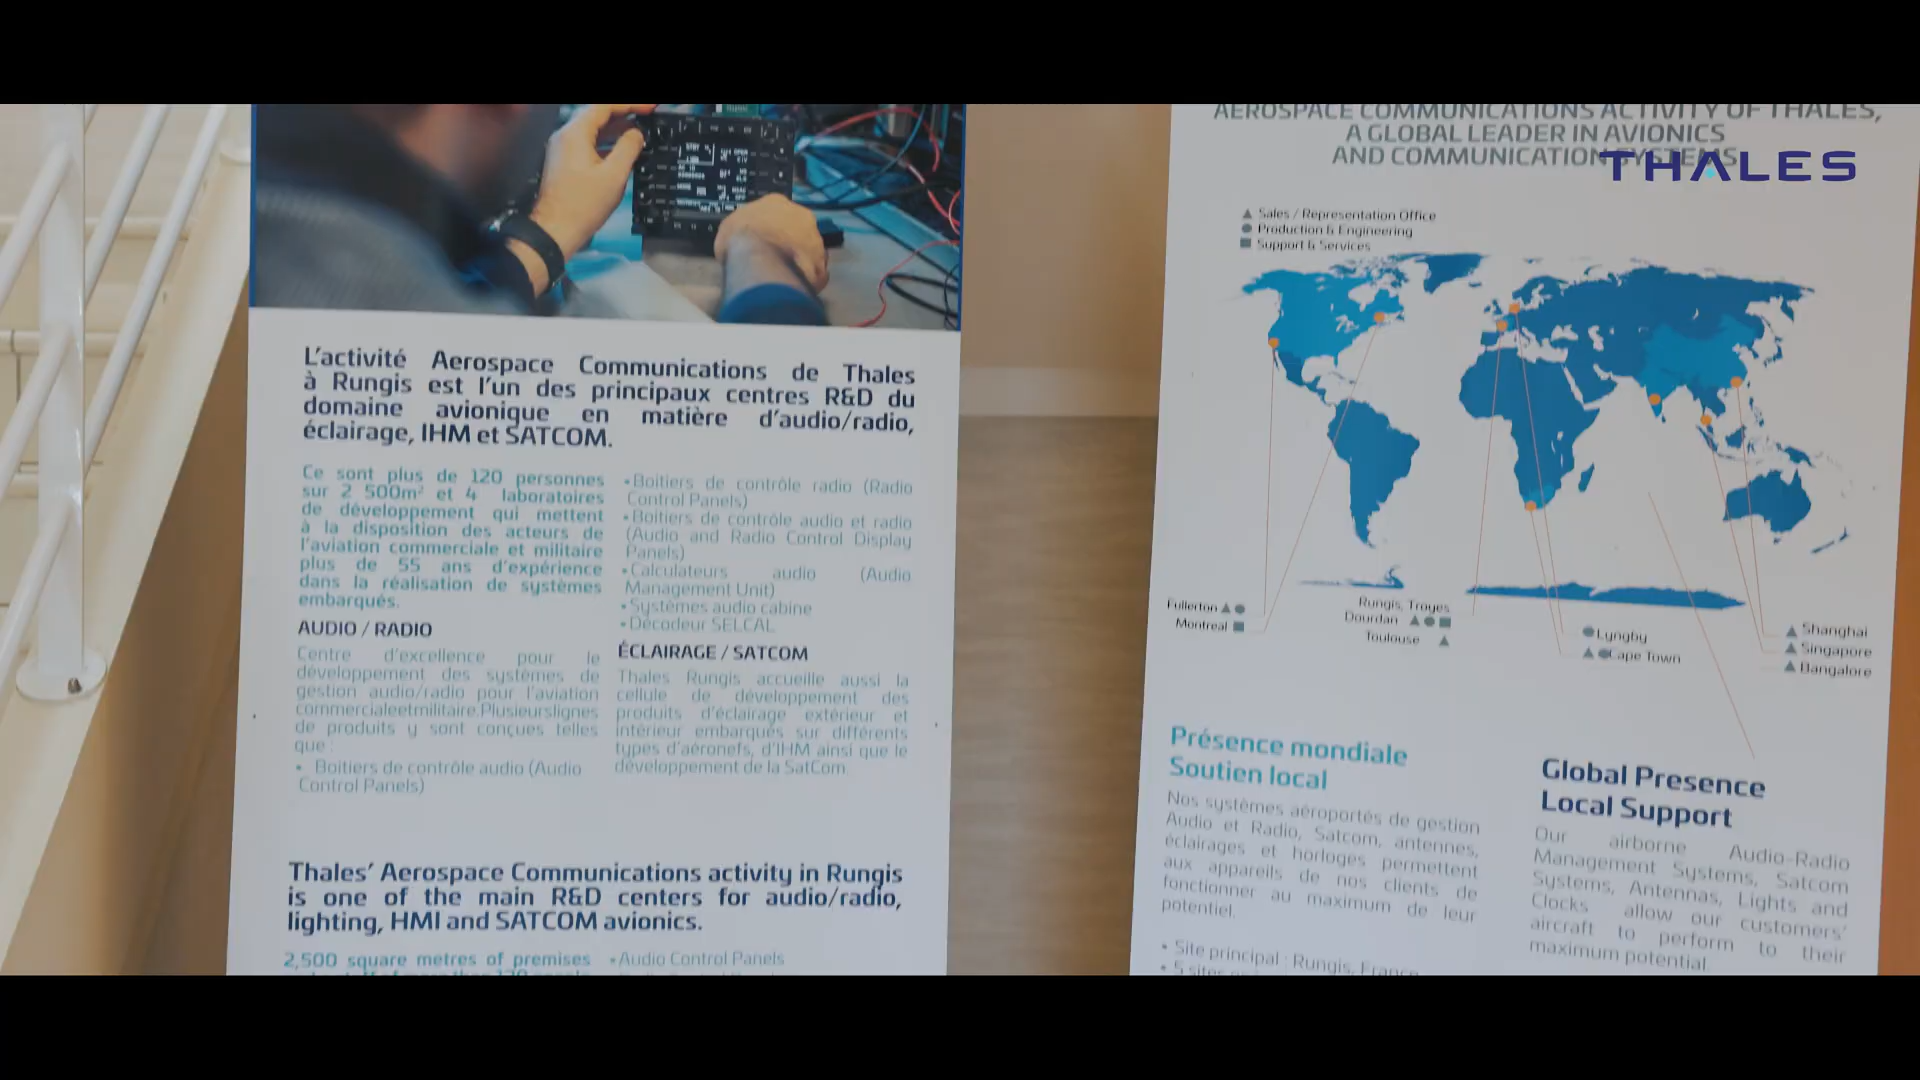 L'activité Aerospace Communications de Thales
à Rungis est l'un des principaux centres R&D du
domaine avionique en matière d'audio/radio,
éclairage, IHM et SATCOM.
Ce sont plus de 120 personnes
sur 2 500m² et 4 laboratoires
de développement qui mettent
à la disposition des acteurs de
l'aviation commerciale et militaire
plus de 55 ans d'expérience
dans la réalisation de systèmes
embarqués.
AUDIO / RADIO
Centre d'excellence pour le
développement des systèmes de
gestion audio/radio pour l'aviation
commercialeetmilitaire.Plusieurslignes
de produits y sont conçues telles
que :
• Boitiers de contrôle audio (Audio
Control Panels)
•Boitiers de contrôle radio (Radio
Control Panels)
•Boitiers de contrôle audio et radio
(Audio and Radio Control Display
Panels)
•Calculateurs audio (Audio
Management Unit)
•Systèmes audio cabine
•Décodeur SELCAL
ÉCLAIRAGE / SATCOM
Thales Rungis accueille aussi la
cellule de développement des
produits d'éclairage extérieur et
intérieur embarqués sur différents
types d'aéronefs, d'IHM ainsi que le
développement de la SatCom.
Thales' Aerospace Communications activity in Rungis
is one of the main R&D centers for audio/radio,
lighting, HMI and SATCOM avionics.
2,500 square metres of premises
•Audio Control Panels
AEROSPACE COMMUNICATIONS ACTIVITY OF THALES,
A GLOBAL LEADER IN AVIONICS
AND COMMUNICATION SYSTEMS
THALES
Sales / Representation Office
Production & Engineering
Support & Services
Fullerton
Montreal
Rungis, Troyes
Dourdan
Toulouse
Lyngby
Cape Town
Shanghai
Singapore
Bangalore
Présence mondiale
Soutien local
Nos systèmes aéroportés de gestion
Audio et Radio, Satcom, antennes,
éclairages et horloges permettent
aux appareils de nos clients de
fonctionner au maximum de leur
potentiel.
• Site principal : Rungis, France
• 5 sites
Global Presence
Local Support
Our airborne Audio-Radio
Management Systems, Satcom
Systems, Antennas, Lights and
Clocks allow our customers'
aircraft to perform to their
maximum potential.